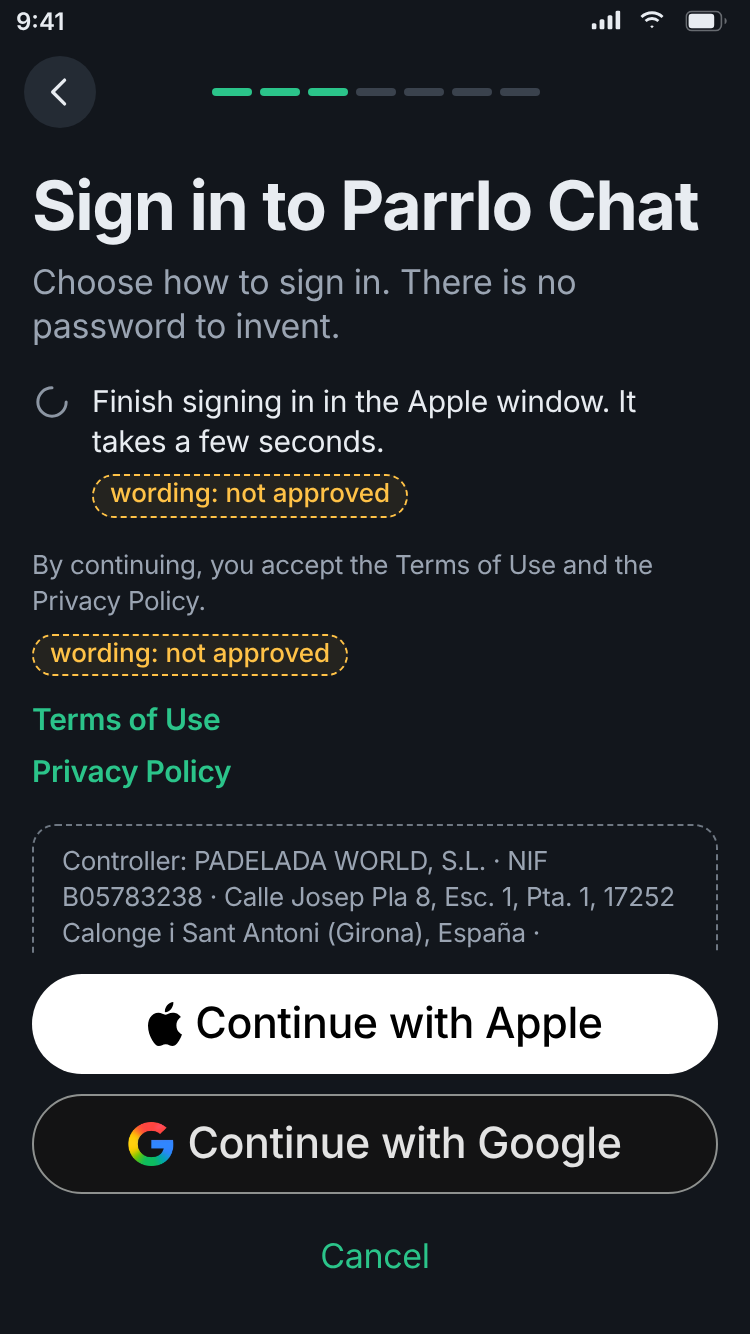 9:41
Sign in to Parrlo Chat
Choose how to sign in. There is no
password to invent.
Finish signing in in the Apple window. It
takes a few seconds.
wording: not approved
By continuing, you accept the Terms of Use and the
Privacy Policy.
wording: not approved
Terms of Use
Privacy Policy
Controller: PADELADA WORLD, S.L. · NIF
B05783238 · Calle Josep Pla 8, Esc. 1, Pta. 1, 17252
Calonge i Sant Antoni (Girona), España ·
Continue with Apple
Continue with Google
Cancel